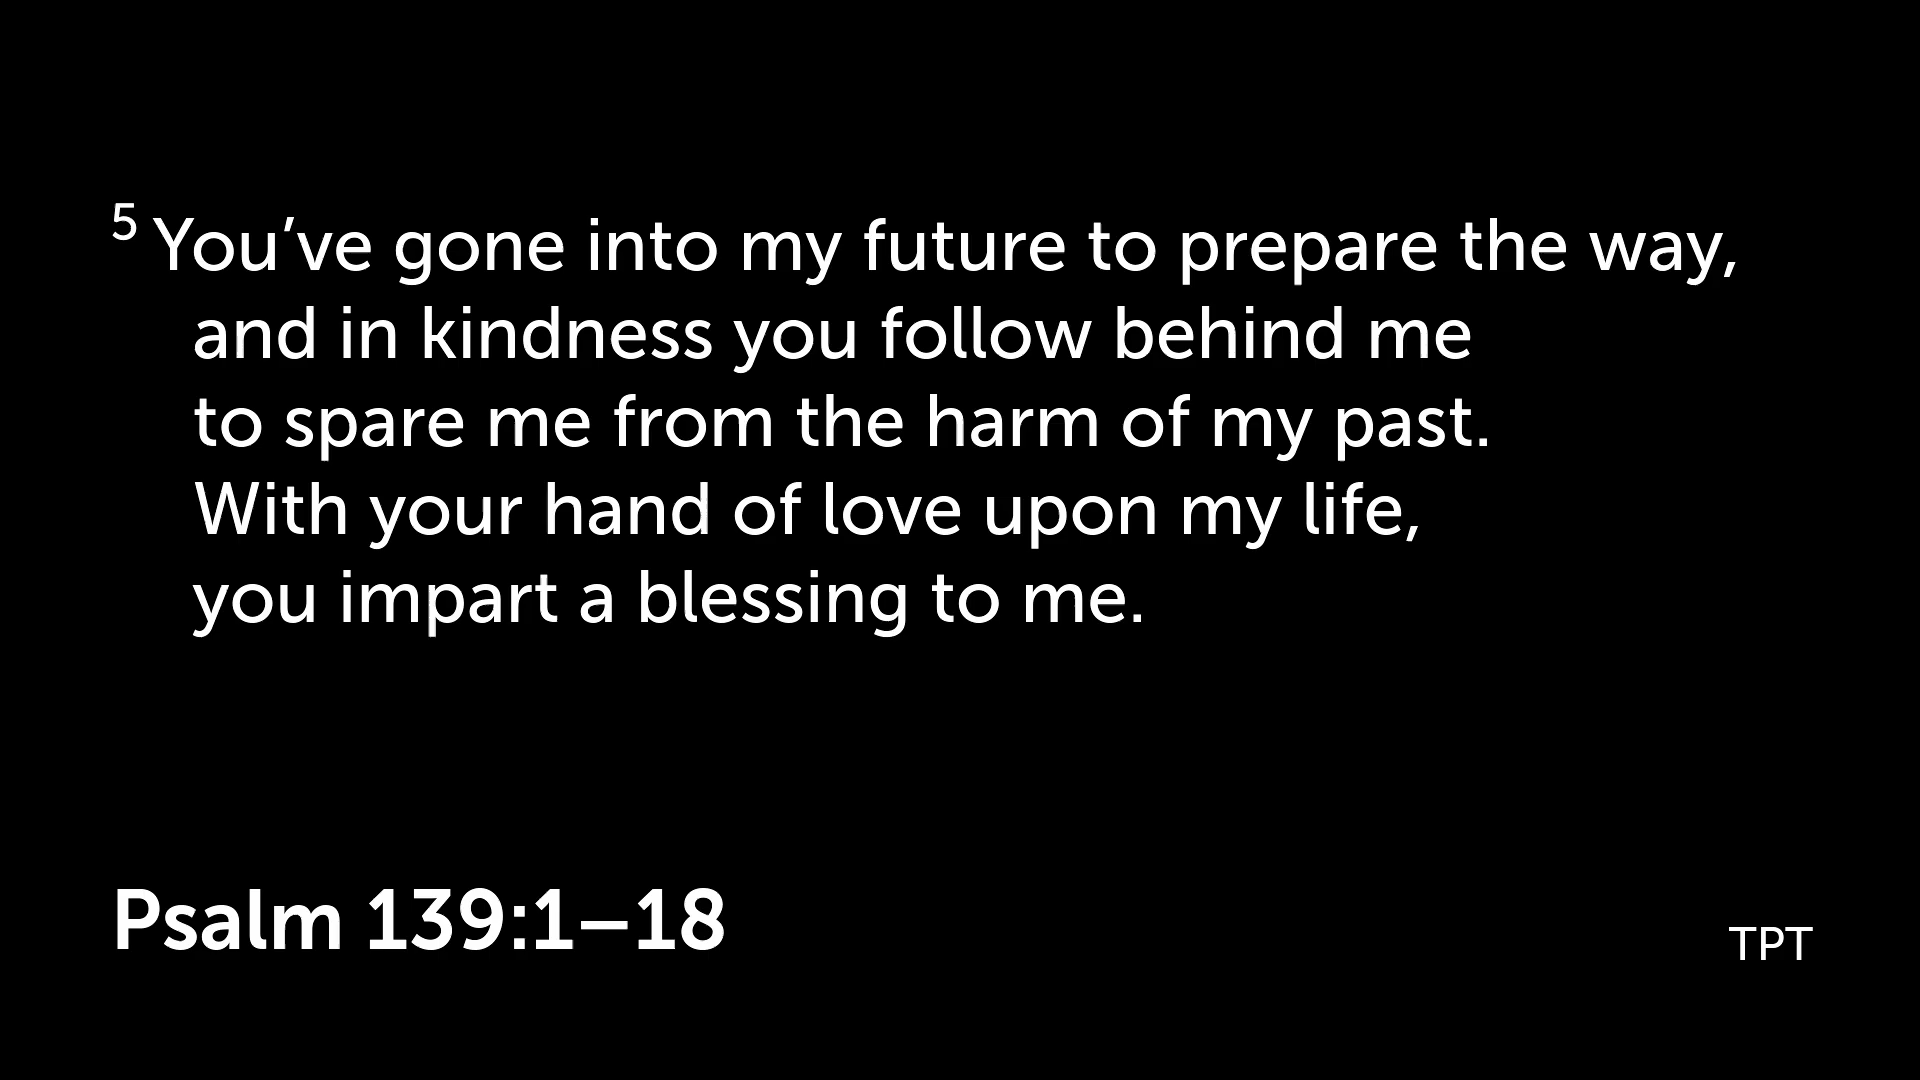 5 You’ve gone into my future to prepare the way,
and in kindness you follow behind me
to spare me from the harm of my past.
With your hand of love upon my life,
you impart a blessing to me.
Psalm 139:1–18
TPT